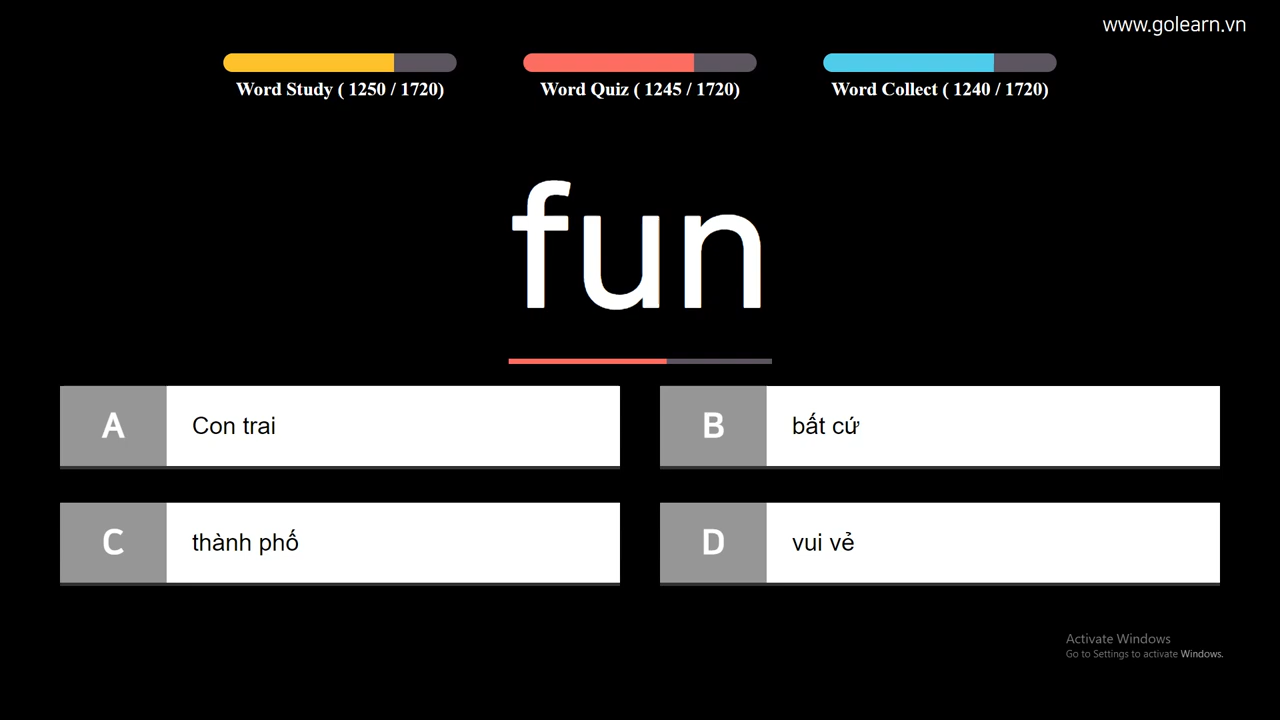 www.golearn.vn
Word Study ( 1250 / 1720)
Word Quiz ( 1245 / 1720)
Word Collect ( 1240 / 1720)
fun
A Con trai
B bất cứ
C thành phố
D vui vẻ
Activate Windows
Go to Settings to activate Windows.